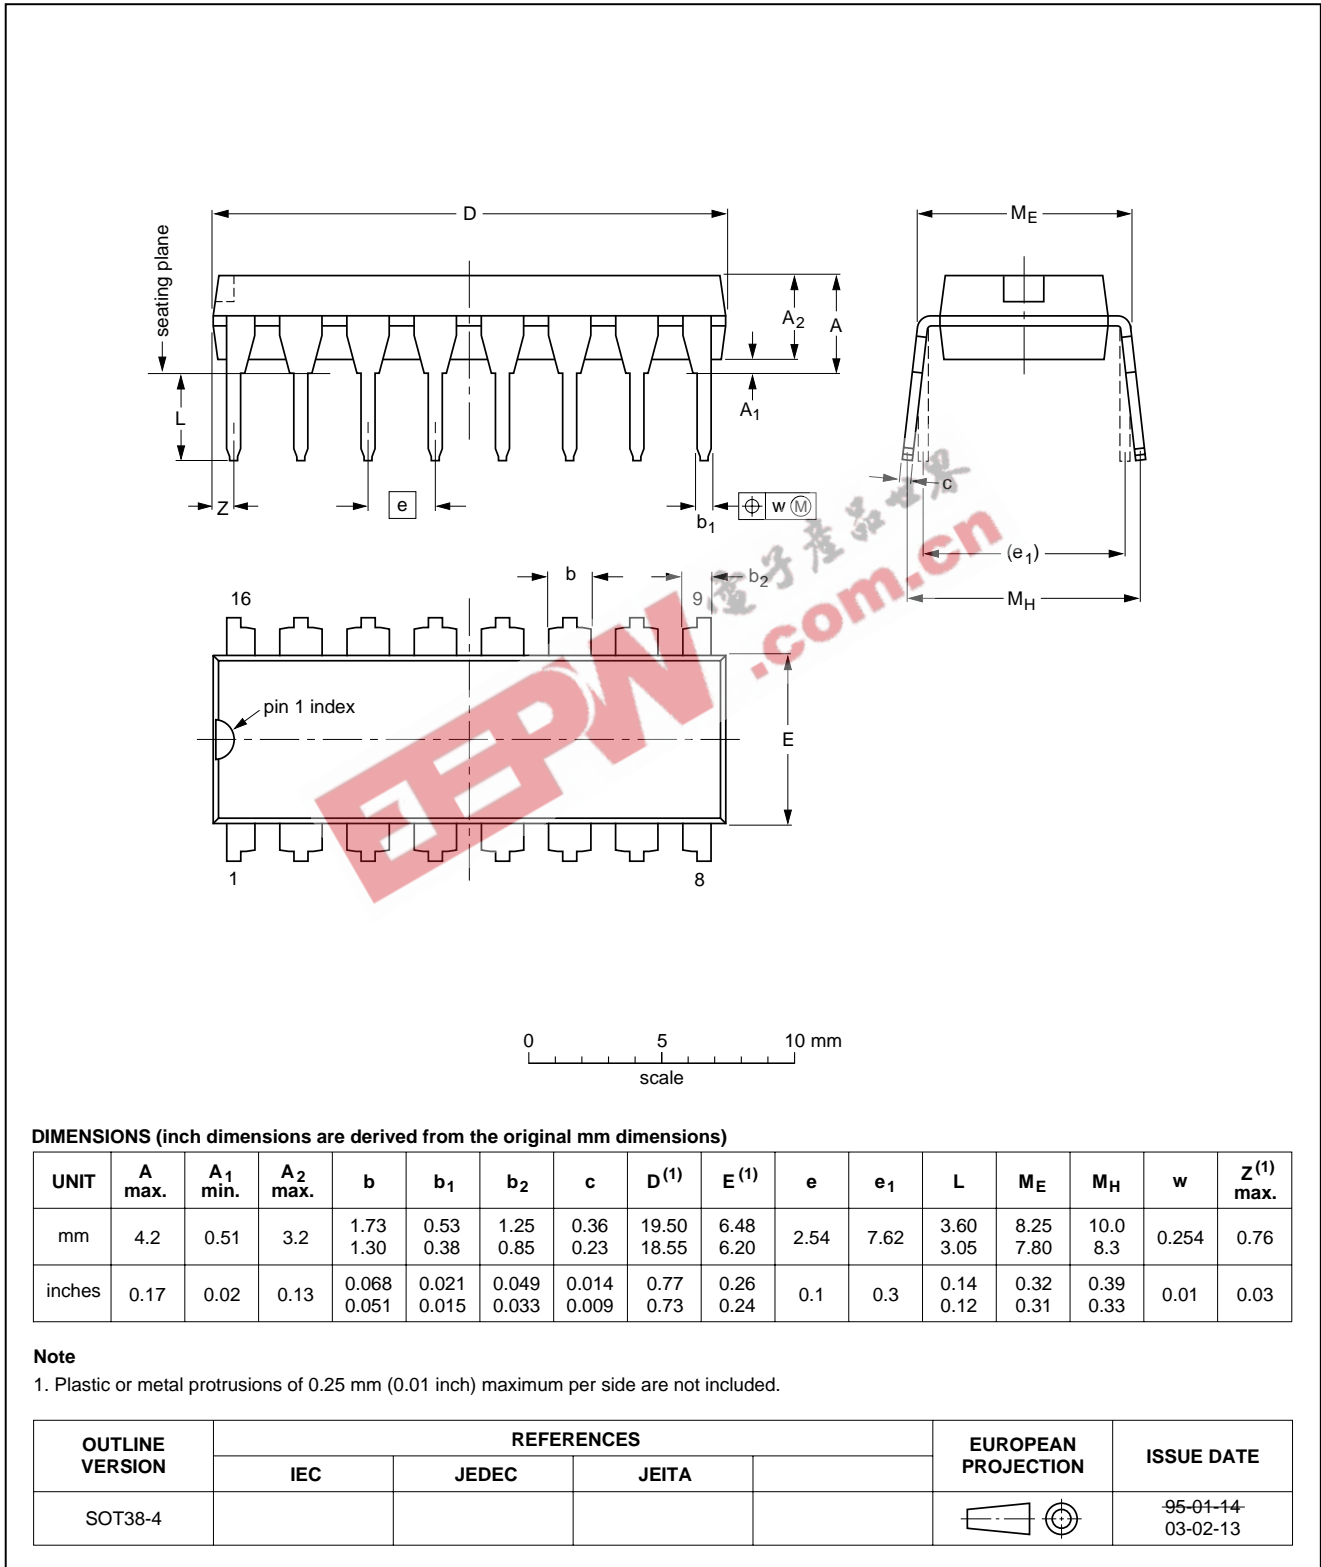 D
ME
seating plane
A2
A
A1
L
Z
e
b1
w M
c
(e1)
MH
b
b2
16
9
pin 1 index
E
1
8
電子產品世界
EEPW
.com.cn
0 5 10 mm
scale
DIMENSIONS (inch dimensions are derived from the original mm dimensions)
UNIT A max. A1 min. A2 max. b b1 b2 c D(1) E(1) e e1 L ME MH w Z(1) max.
mm 4.2 0.51 3.2 1.73 1.30 0.53 0.38 1.25 0.85 0.36 0.23 19.50 18.55 6.48 6.20 2.54 7.62 3.60 3.05 8.25 7.80 10.0 8.3 0.254 0.76
inches 0.17 0.02 0.13 0.068 0.051 0.021 0.015 0.049 0.033 0.014 0.009 0.77 0.73 0.26 0.24 0.1 0.3 0.14 0.12 0.32 0.31 0.39 0.33 0.01 0.03
Note
1. Plastic or metal protrusions of 0.25 mm (0.01 inch) maximum per side are not included.
OUTLINE VERSION REFERENCES EUROPEAN PROJECTION ISSUE DATE
IEC JEDEC JEITA
SOT38-4 95-01-14
03-02-13